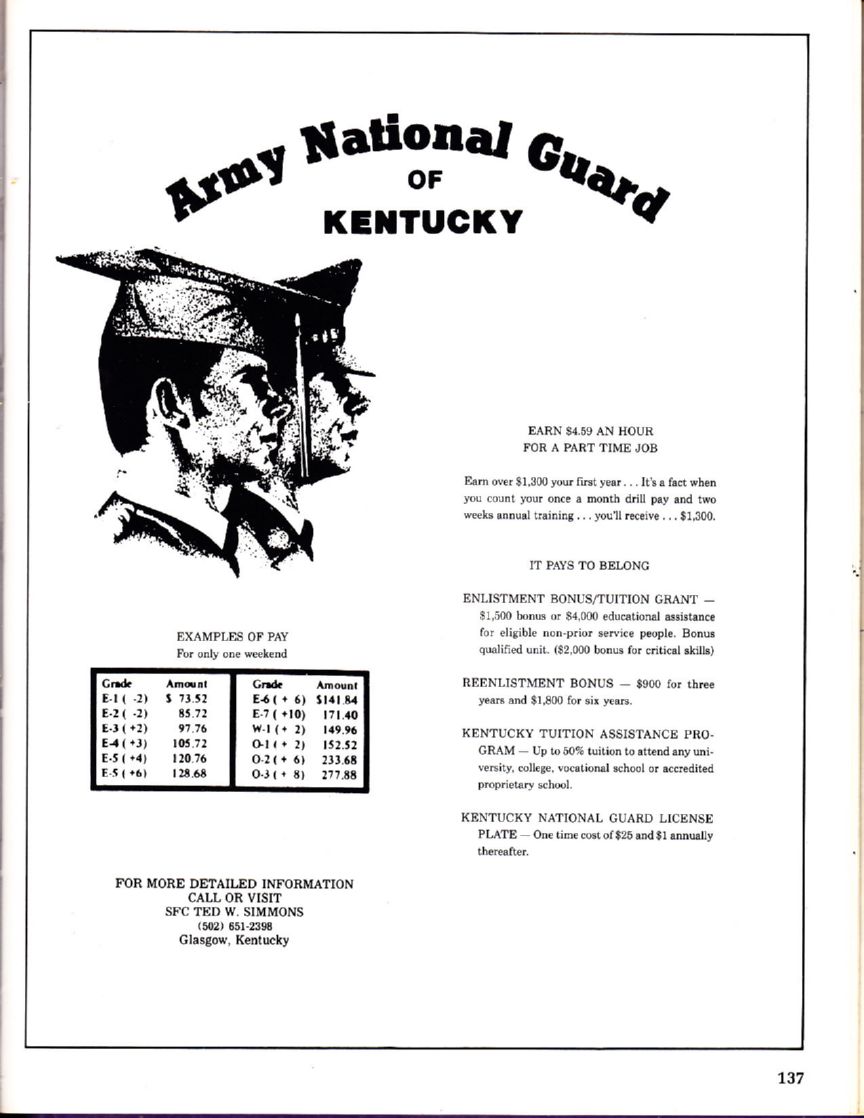 Army National Guard
OF
KENTUCKY
EARN $4.59 AN HOUR
FOR A PART TIME JOB
Earn over $1,300 your first year . . . It's a fact when
you count your once a month drill pay and two
weeks annual training . . . you'll receive . . . $1,300.
IT PAYS TO BELONG
ENLISTMENT BONUS/TUITION GRANT —
$1,500 bonus or $4,000 educational assistance
for eligible non-prior service people. Bonus
qualified unit. ($2,000 bonus for critical skills)
REENLISTMENT BONUS — $900 for three
years and $1,800 for six years.
KENTUCKY TUITION ASSISTANCE PRO-
GRAM — Up to 50% tuition to attend any uni-
versity, college, vocational school or accredited
proprietary school.
KENTUCKY NATIONAL GUARD LICENSE
PLATE — One time cost of $25 and $1 annually
thereafter.
EXAMPLES OF PAY
For only one weekend
Grade Amount Grade Amount
E-1 ( -2) $ 73.52 E-6 ( + 6) $141.84
E-2 ( -2) 85.72 E-7 ( +10) 171.40
E-3 ( +2) 97.76 W-1 ( + 2) 149.96
E-4 ( +3) 105.72 O-1 ( + 2) 152.52
E-5 ( +4) 120.76 O-2 ( + 6) 233.68
E-5 ( +6) 128.68 O-3 ( + 8) 277.88
FOR MORE DETAILED INFORMATION
CALL OR VISIT
SFC TED W. SIMMONS
(502) 651-2398
Glasgow, Kentucky
137